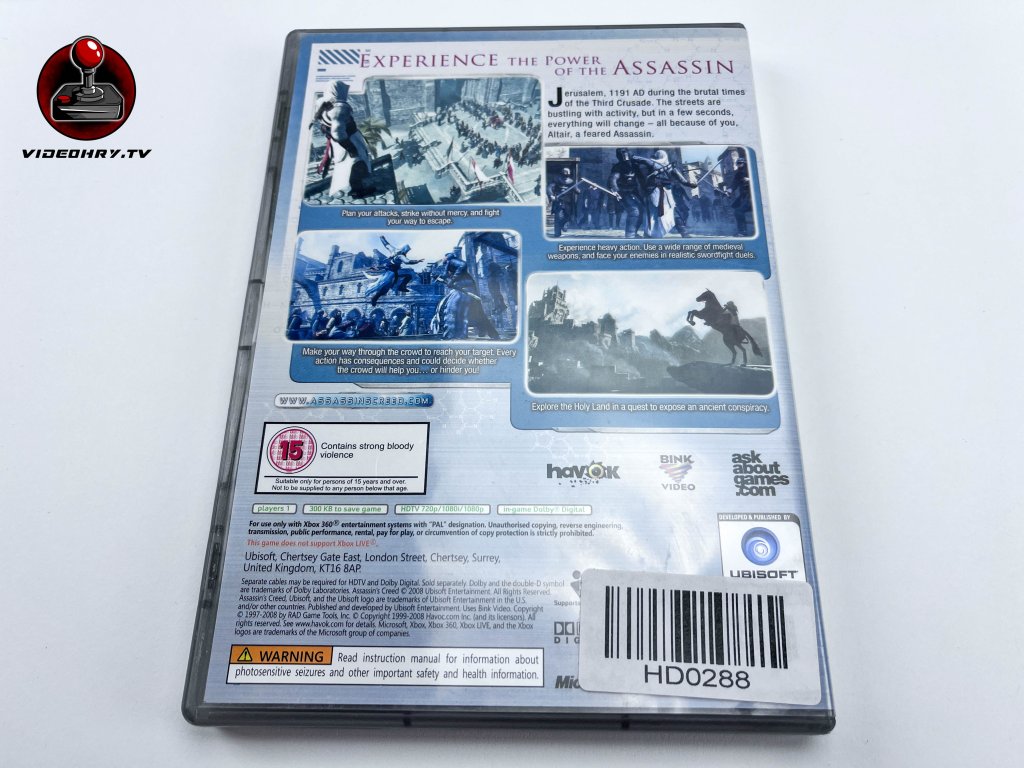 VIDEOHRY.TV
EXPERIENCE THE POWER
OF THE ASSASSIN
Jerusalem, 1191 AD during the brutal times
of the Third Crusade. The streets are
bustling with activity, but in a few seconds,
everything will change – all because of you,
Altair, a feared Assassin.
Plan your attacks, strike without mercy, and fight
your way to escape.
Experience heavy action. Use a wide range of medieval
weapons, and face your enemies in realistic swordfight duels.
Make your way through the crowd to reach your target. Every
action has consequences and could decide whether
the crowd will help you... or hinder you!
Explore the Holy Land in a quest to expose an ancient conspiracy.
WWW.ASSASSINSCREED.COM
15
Contains strong bloody
violence
Suitable only for persons of 15 years and over.
Not to be supplied to any person below that age.
havok
BINK
VIDEO
ask
about
games
.com
players 1
300 KB to save game
HDTV 720p/1080i/1080p
in-game Dolby® Digital
DEVELOPED & PUBLISHED BY
UBISOFT
For use only with Xbox 360® entertainment systems with "PAL" designation. Unauthorised copying, reverse engineering,
transmission, public performance, rental, pay for play, or circumvention of copy protection is strictly prohibited.
This game does not support Xbox LIVE®.
Ubisoft, Chertsey Gate East, London Street, Chertsey, Surrey,
United Kingdom, KT16 8AP.
Separate cables may be required for HDTV and Dolby Digital. Sold separately. Dolby and the double-D symbol
are trademarks of Dolby Laboratories. Assassin's Creed © 2008 Ubisoft Entertainment. All Rights Reserved.
Assassin's Creed, Ubisoft, and the Ubisoft logo are trademarks of Ubisoft Entertainment in the U.S.
and/or other countries. Published and developed by Ubisoft Entertainment. Uses Bink Video. Copyright
© 1997-2008 by RAD Game Tools, Inc. © Copyright 1999-2008 Havok.com Inc. (and its licensors). All
rights reserved. See www.havok.com for details. Microsoft, Xbox, Xbox 360, Xbox LIVE, and the Xbox
logos are trademarks of the Microsoft group of companies.
Supports
DIG
Mic
WARNING Read instruction manual for information about
photosensitive seizures and other important safety and health information.
HD0288